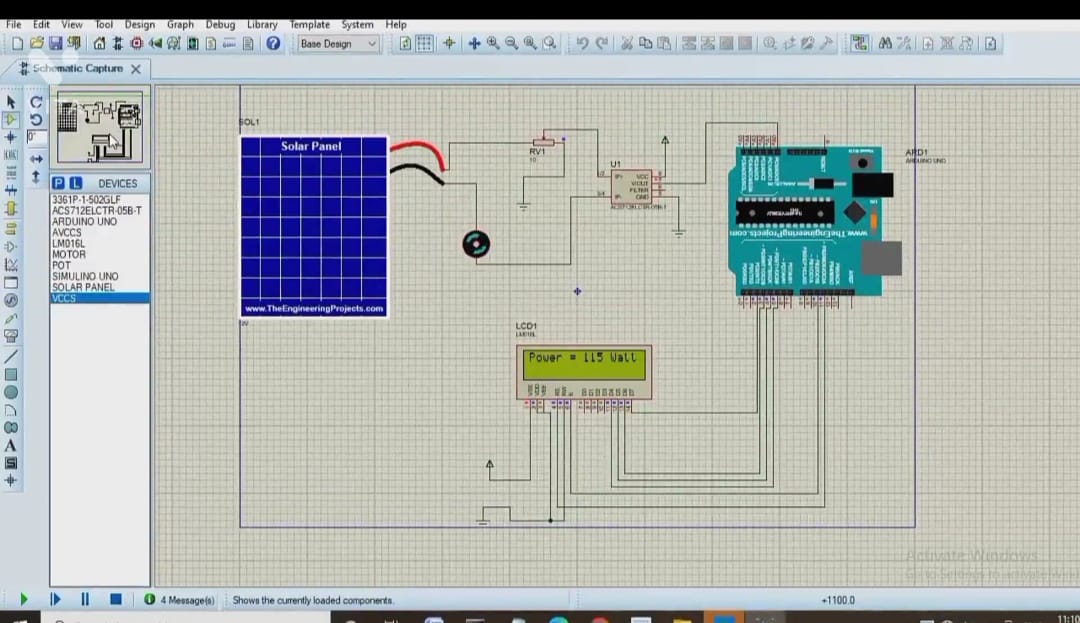 File Edit View Tool Design Graph Debug Library Template System Help
Base Design
Schematic Capture
SOL1
Solar Panel
www.TheEngineeringProjects.com
RV1
10
U1
IP+
IP-
VCC
VIOUT
FILTER
GND
ACS712ELCTR-05B-T
ARD1
ARDUINO UNO
www.TheEngineeringProjects.com
LCD1
LM016L
Power = 115 Watt
P L DEVICES
3361P-1-502GLF
ACS712ELCTR-05B-T
ARDUINO UNO
AVCCS
LM016L
MOTOR
POT
SIMULINO UNO
SOLAR PANEL
VCCS
Activate Windows
Go to Settings to activate Win
4 Message(s)
Shows the currently loaded components.
+1100.0
11:10